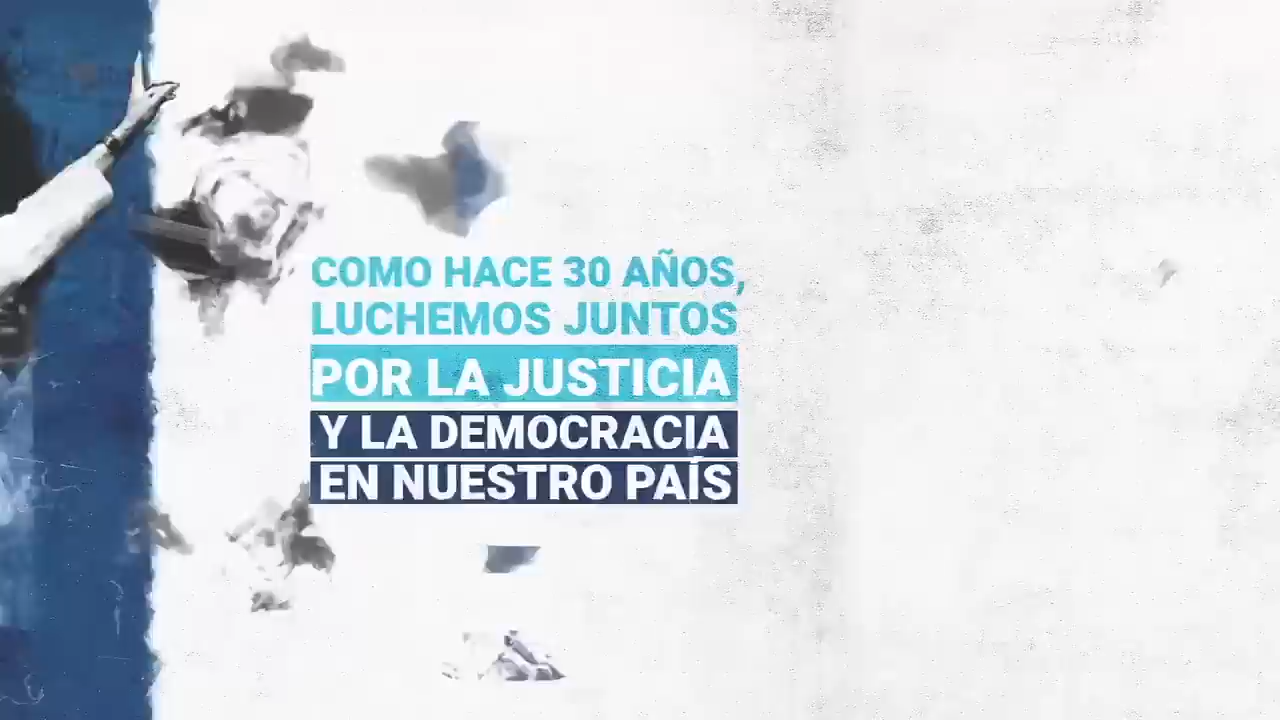 COMO HACE 30 AÑOS,
LUCHEMOS JUNTOS
POR LA JUSTICIA
Y LA DEMOCRACIA
EN NUESTRO PAÍS